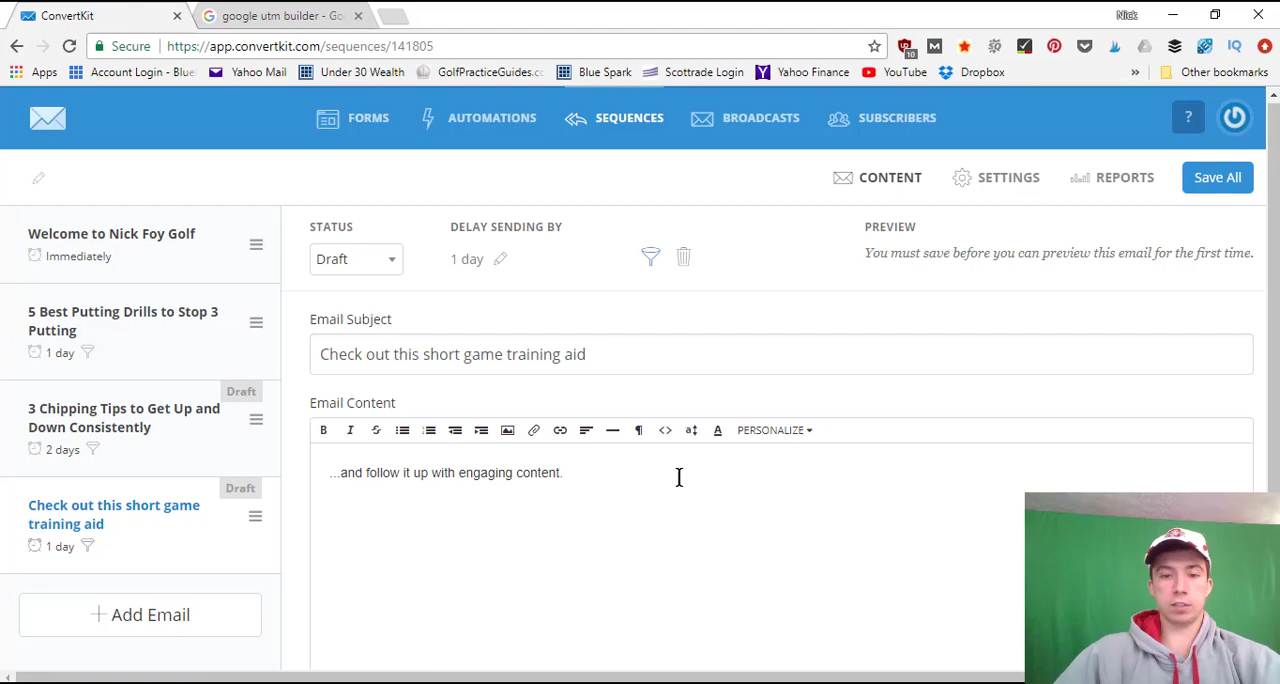 ConvertKit
google utm builder - Go
Nick
Secure
https://app.convertkit.com/sequences/141805
10
M
IQ
Apps
Account Login - Blue
Yahoo Mail
Under 30 Wealth
GolfPracticeGuides.c
Blue Spark
Scottrade Login
Yahoo Finance
YouTube
Dropbox
»
Other bookmarks
FORMS
AUTOMATIONS
SEQUENCES
BROADCASTS
SUBSCRIBERS
?
CONTENT
SETTINGS
REPORTS
Save All
Welcome to Nick Foy Golf
Immediately
5 Best Putting Drills to Stop 3
Putting
1 day
Draft
3 Chipping Tips to Get Up and
Down Consistently
2 days
Draft
Check out this short game
training aid
1 day
+ Add Email
STATUS
Draft
DELAY SENDING BY
1 day
PREVIEW
You must save before you can preview this email for the first time.
Email Subject
Check out this short game training aid
Email Content
B I S ¶ <> A PERSONALIZE
...and follow it up with engaging content.